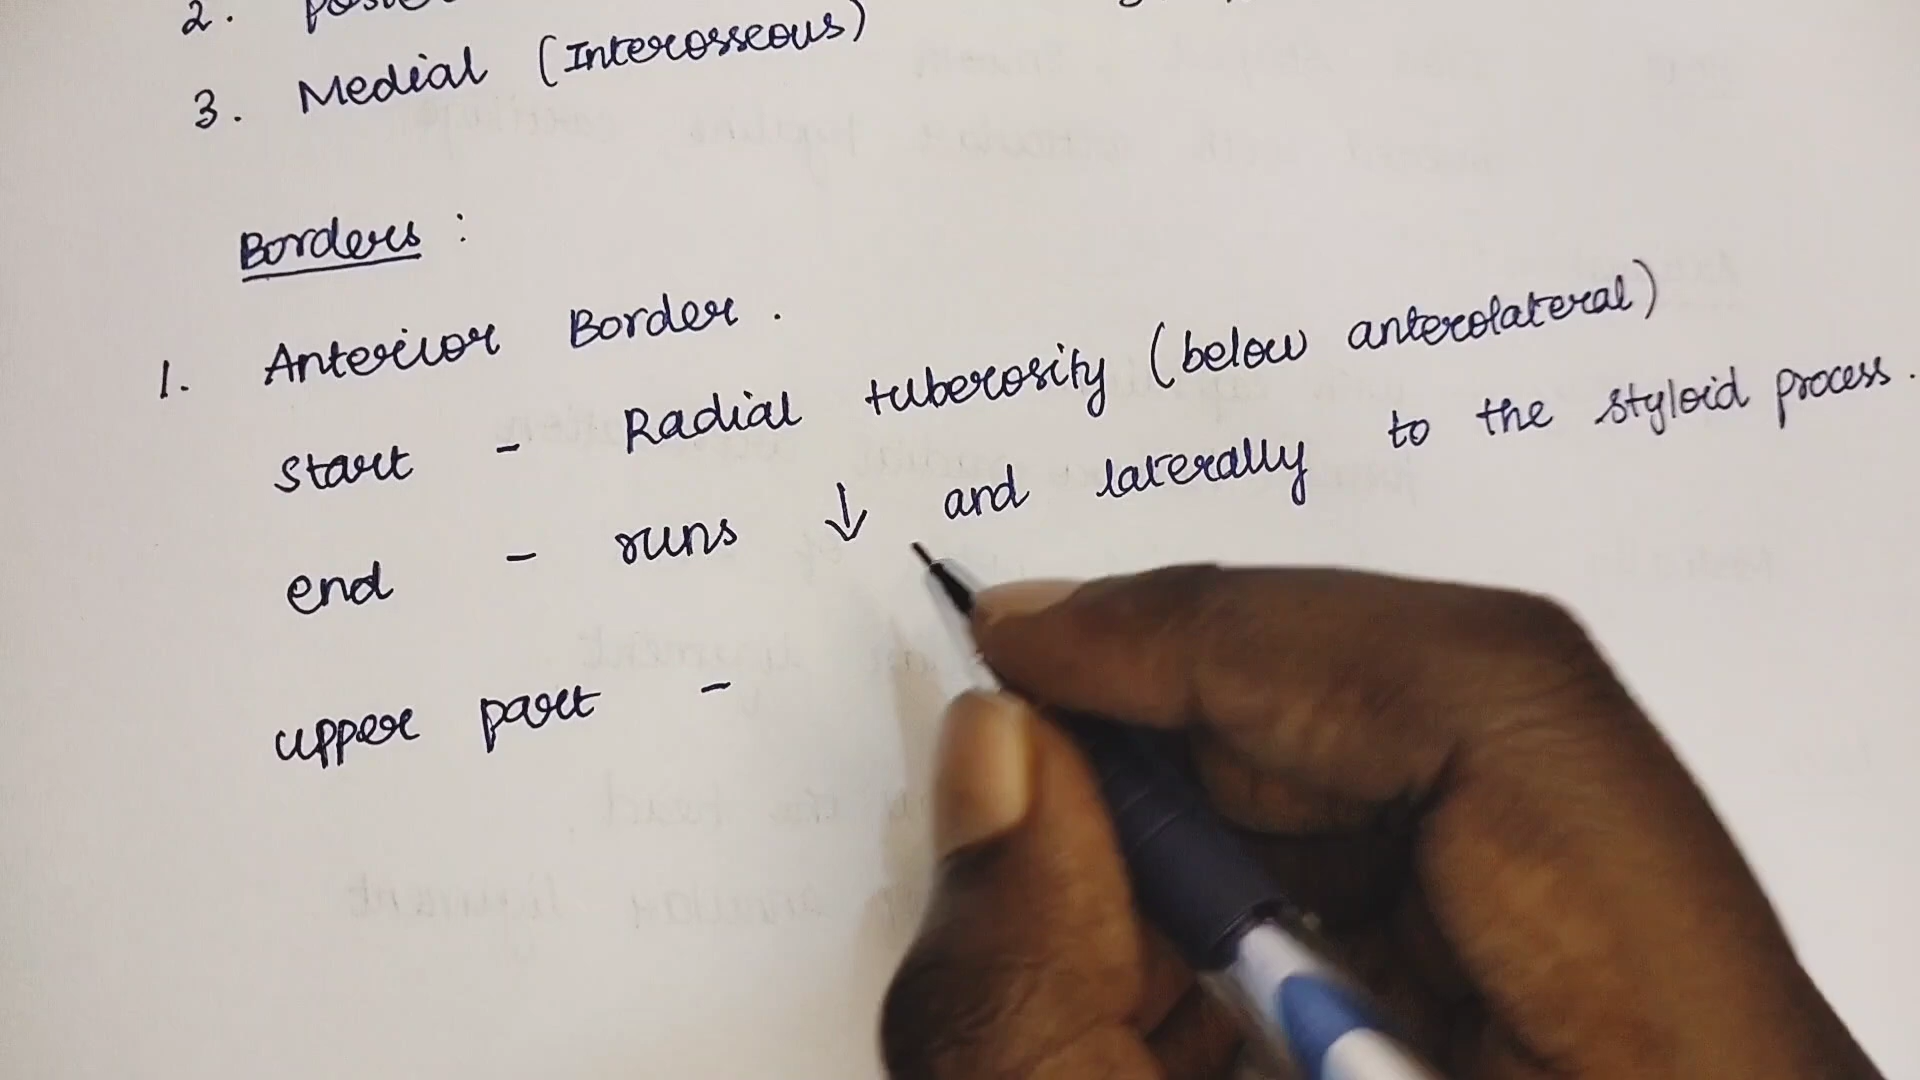 2.
3. Medial (Interosseous)
Borders :
1. Anterior Border.
start - Radial tuberosity (below anterolateral)
end - runs ↓ and laterally to the styloid process.
upper part -